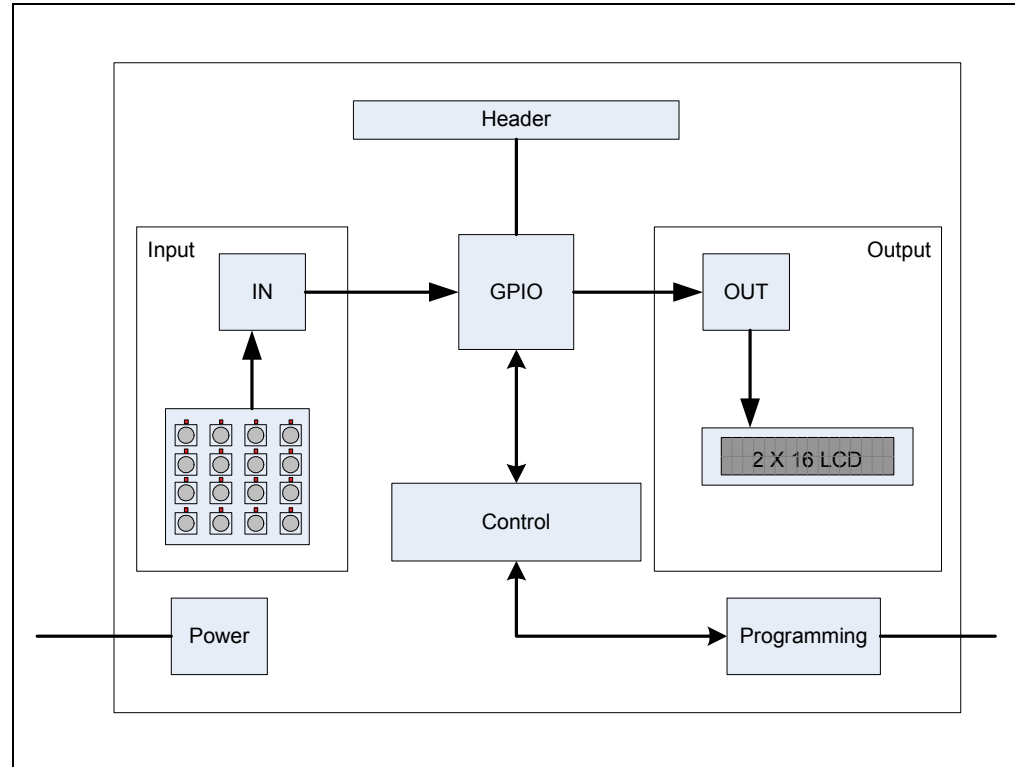 Header
Input
IN
GPIO
OUT
Output
2 X 16 LCD
Control
Power
Programming